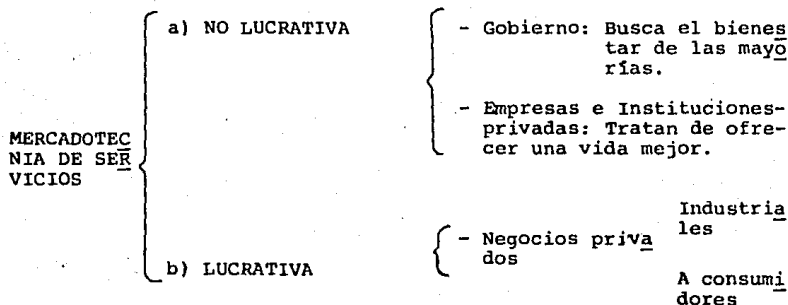 a) NO LUCRATIVA
- Gobierno: Busca el bienes
tar de las mayo
rías.
- Empresas e Instituciones-
privadas: Tratan de ofre-
cer una vida mejor.
MERCADOTEC
NIA DE SER
VICIOS
b) LUCRATIVA
- Negocios priva
dos
Industria
les
A consumi
dores